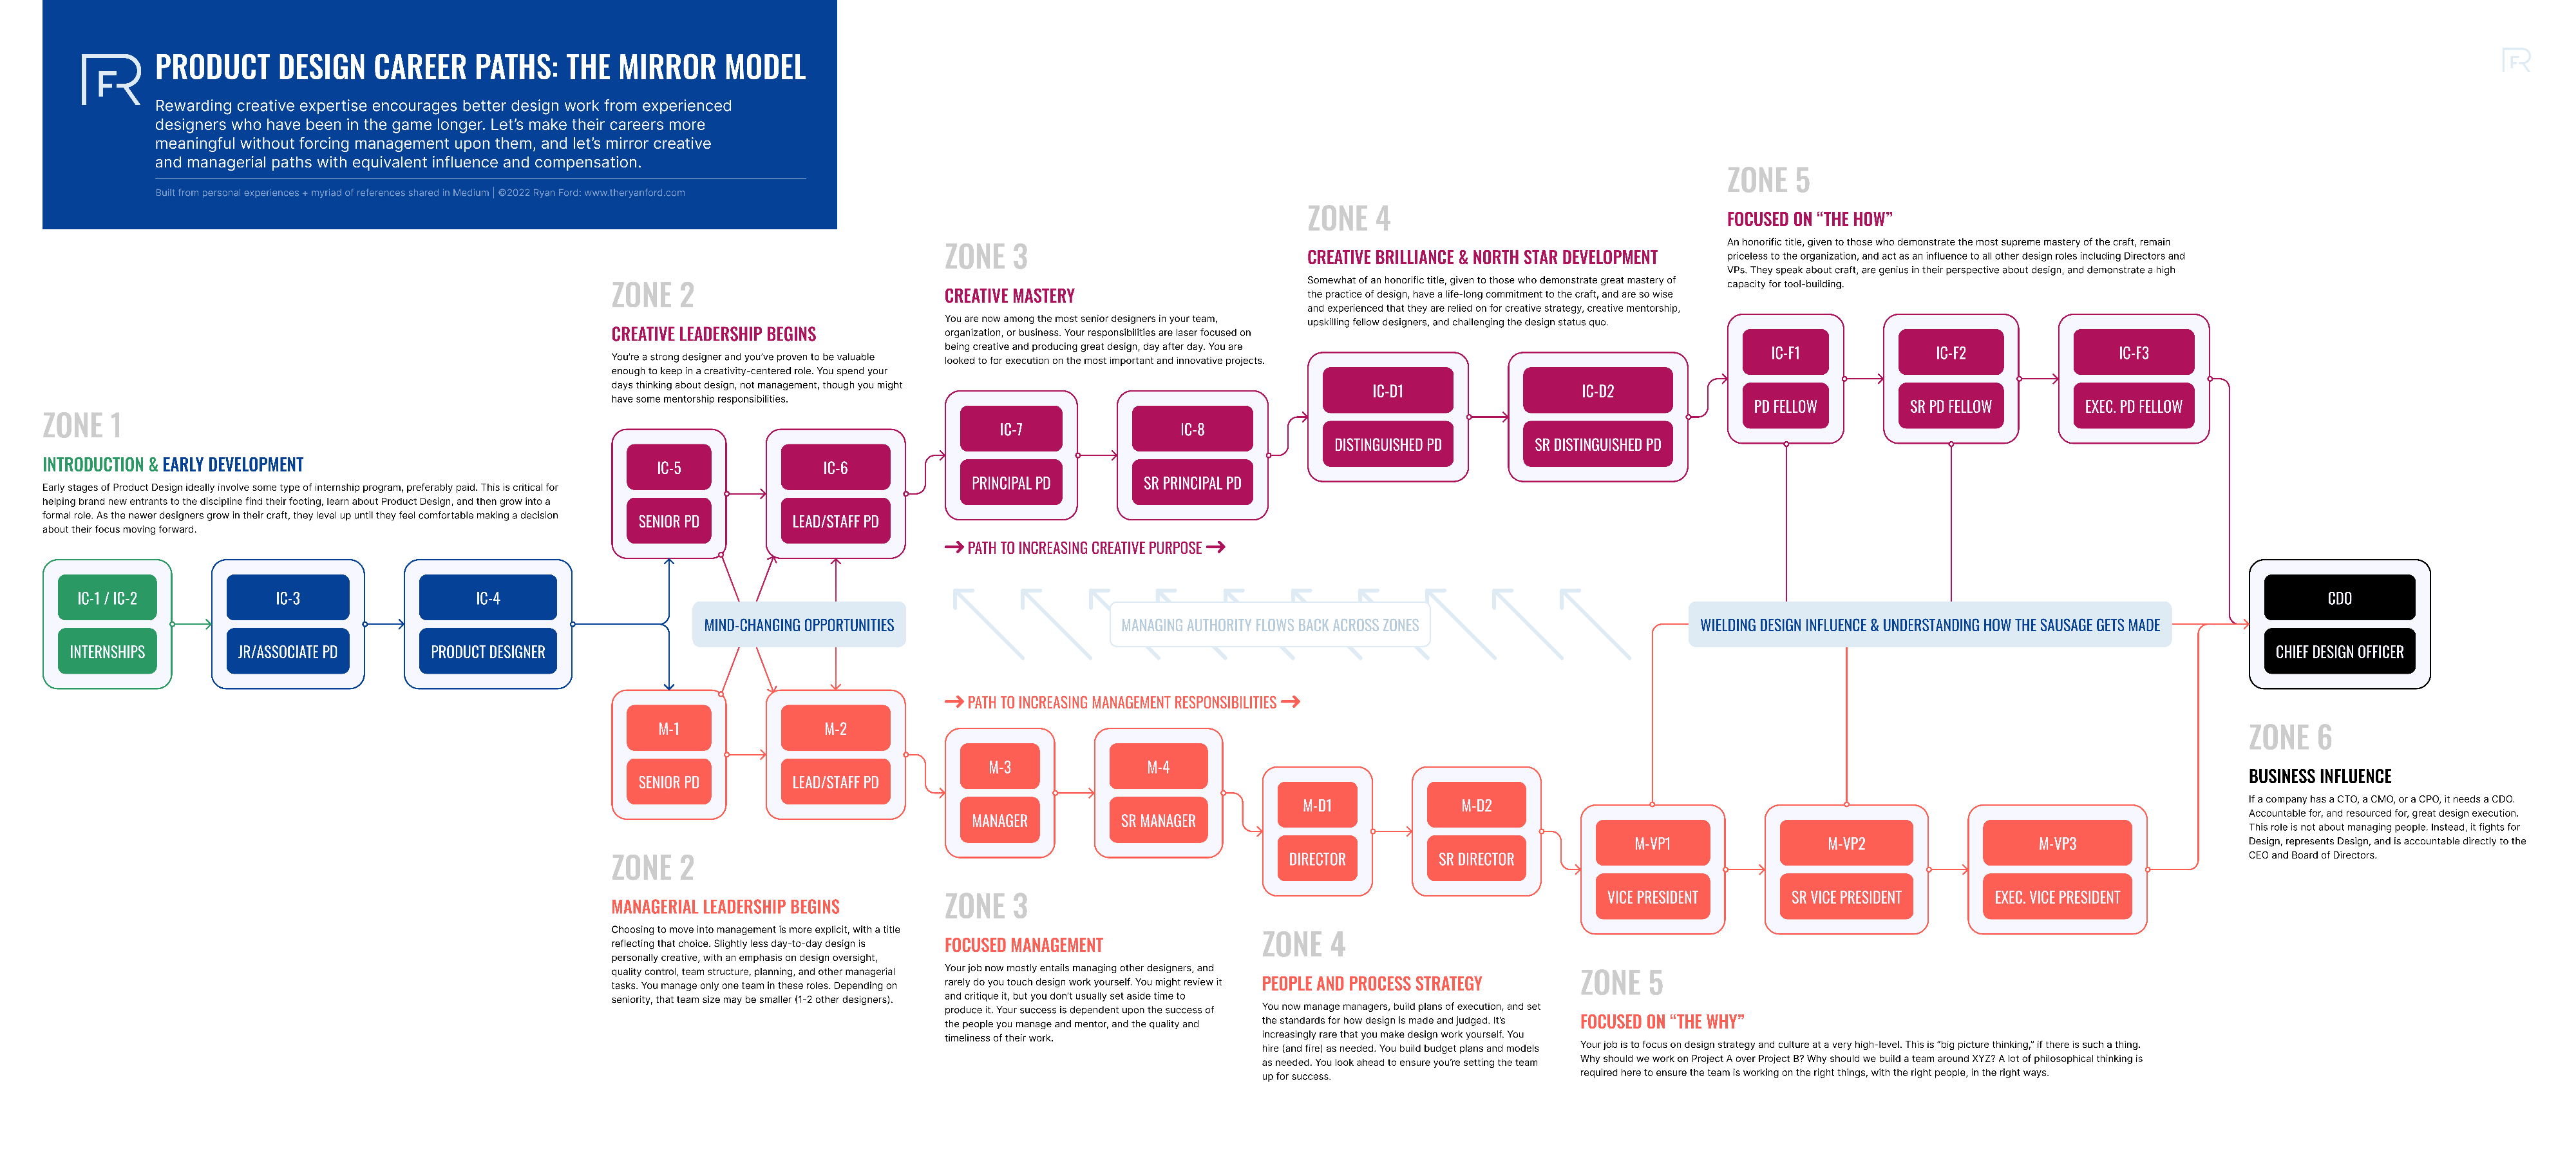 PRODUCT DESIGN CAREER PATHS: THE MIRROR MODEL
Rewarding creative expertise encourages better design work from experienced
designers who have been in the game longer. Let's make their careers more
meaningful without forcing management upon them, and let's mirror creative
and managerial paths with equivalent influence and compensation.
Built from personal experiences + myriad of references shared in Medium | ©2022 Ryan Ford: www.theryanford.com
ZONE 1
INTRODUCTION & EARLY DEVELOPMENT
Early stages of Product Design ideally involve some type of internship program, preferably paid. This is critical for
helping brand new entrants to the discipline find their footing, learn about Product Design, and then grow into a
formal role. As the newer designers grow in their craft, they level up until they feel comfortable making a decision
about their focus moving forward.
IC-1 / IC-2
INTERNSHIPS
IC-3
JR/ASSOCIATE PD
IC-4
PRODUCT DESIGNER
ZONE 2
CREATIVE LEADERSHIP BEGINS
You're a strong designer and you've proven to be valuable
enough to keep in a creativity-centered role. You spend your
days thinking about design, not management, though you might
have some mentorship responsibilities.
IC-5
SENIOR PD
IC-6
LEAD/STAFF PD
ZONE 3
CREATIVE MASTERY
You are now among the most senior designers in your team,
organization, or business. Your responsibilities are laser focused on
being creative and producing great design, day after day. You are
looked to for execution on the most important and innovative projects.
IC-7
PRINCIPAL PD
IC-8
SR PRINCIPAL PD
PATH TO INCREASING CREATIVE PURPOSE
ZONE 4
CREATIVE BRILLIANCE & NORTH STAR DEVELOPMENT
Somewhat of an honorific title, given to those who demonstrate great mastery of
the practice of design, have a life-long commitment to the craft, and are so wise
and experienced that they are relied on for creative strategy, creative mentorship,
upskilling fellow designers, and challenging the design status quo.
IC-D1
DISTINGUISHED PD
IC-D2
SR DISTINGUISHED PD
ZONE 5
FOCUSED ON “THE HOW”
An honorific title, given to those who demonstrate the most supreme mastery of the craft, remain
priceless to the organization, and act as an influence to all other design roles including Directors and
VPs. They speak about craft, are genius in their perspective about design, and demonstrate a high
capacity for tool-building.
IC-F1
PD FELLOW
IC-F2
SR PD FELLOW
IC-F3
EXEC. PD FELLOW
MIND-CHANGING OPPORTUNITIES
MANAGING AUTHORITY FLOWS BACK ACROSS ZONES
WIELDING DESIGN INFLUENCE & UNDERSTANDING HOW THE SAUSAGE GETS MADE
M-1
SENIOR PD
M-2
LEAD/STAFF PD
ZONE 2
MANAGERIAL LEADERSHIP BEGINS
Choosing to move into management is more explicit, with a title
reflecting that choice. Slightly less day-to-day design is
personally creative, with an emphasis on design oversight,
quality control, team structure, planning, and other managerial
tasks. You manage only one team in these roles. Depending on
seniority, that team size may be smaller (1-2 other designers).
PATH TO INCREASING MANAGEMENT RESPONSIBILITIES
M-3
MANAGER
M-4
SR MANAGER
ZONE 3
FOCUSED MANAGEMENT
Your job now mostly entails managing other designers, and
rarely do you touch design work yourself. You might review it
and critique it, but you don't usually set aside time to
produce it. Your success is dependent upon the success of
the people you manage and mentor, and the quality and
timeliness of their work.
M-D1
DIRECTOR
M-D2
SR DIRECTOR
ZONE 4
PEOPLE AND PROCESS STRATEGY
You now manage managers, build plans of execution, and set
the standards for how design is made and judged. It's
increasingly rare that you make design work yourself. You
hire (and fire) as needed. You build budget plans and models
as needed. You look ahead to ensure you're setting the team
up for success.
M-VP1
VICE PRESIDENT
M-VP2
SR VICE PRESIDENT
M-VP3
EXEC. VICE PRESIDENT
ZONE 5
FOCUSED ON “THE WHY”
Your job is to focus on design strategy and culture at a very high-level. This is “big picture thinking,” if there is such a thing.
Why should we work on Project A over Project B? Why should we build a team around XYZ? A lot of philosophical thinking is
required here to ensure the team is working on the right things, with the right people, in the right ways.
CDO
CHIEF DESIGN OFFICER
ZONE 6
BUSINESS INFLUENCE
If a company has a CTO, a CMO, or a CPO, it needs a CDO.
Accountable for, and resourced for, great design execution.
This role is not about managing people. Instead, it fights for
Design, represents Design, and is accountable directly to the
CEO and Board of Directors.